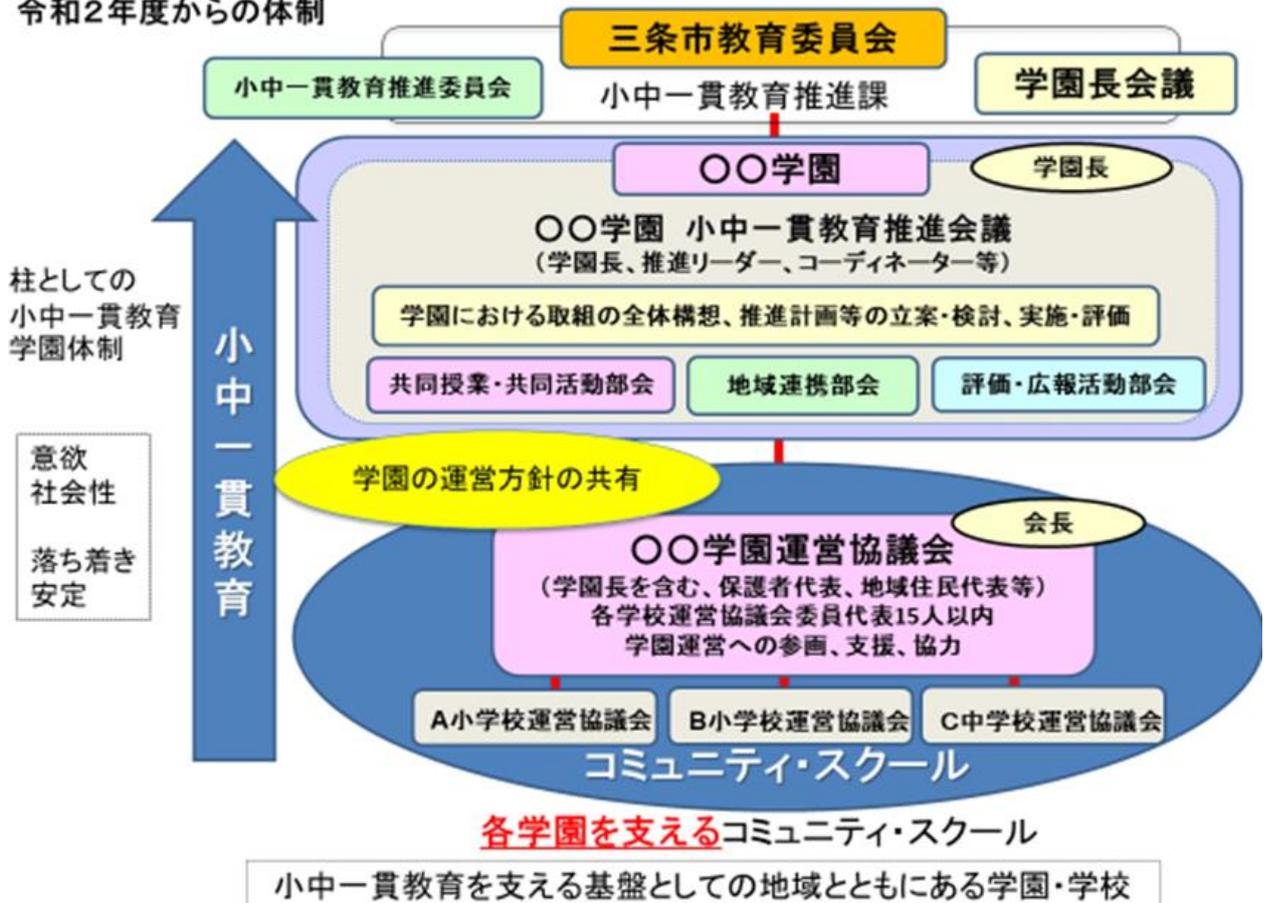 令和2年度からの体制
三条市教育委員会
小中一貫教育推進委員会
小中一貫教育推進課
学園長会議
〇〇学園
学園長
〇〇学園 小中一貫教育推進会議
（学園長、推進リーダー、コーディネーター等）
学園における取組の全体構想、推進計画等の立案・検討、実施・評価
共同授業・共同活動部会
地域連携部会
評価・広報活動部会
柱としての
小中一貫教育
学園体制
小中一貫教育
意欲
社会性
落ち着き
安定
学園の運営方針の共有
会長
〇〇学園運営協議会
（学園長を含む、保護者代表、地域住民代表等）
各学校運営協議会委員代表15人以内
学園運営への参画、支援、協力
A小学校運営協議会
B小学校運営協議会
C中学校運営協議会
コミュニティ・スクール
各学園を支えるコミュニティ・スクール
小中一貫教育を支える基盤としての地域とともにある学園・学校